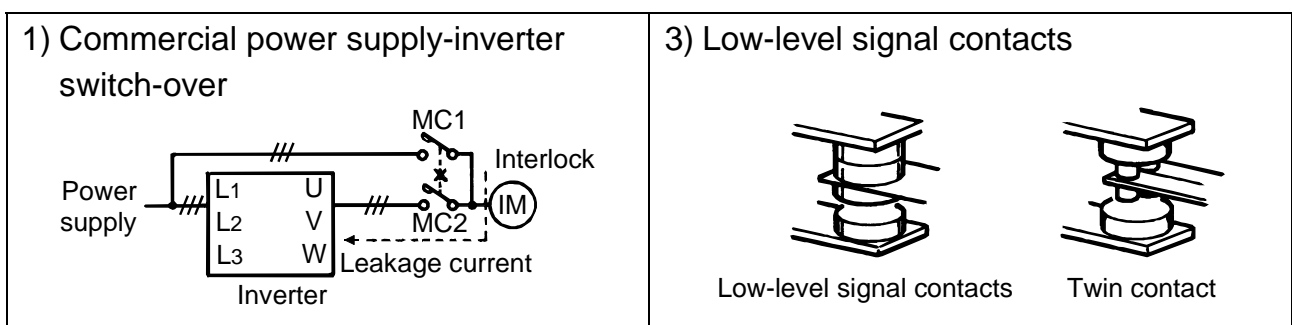 1) Commercial power supply-inverter
switch-over
MC1
Interlock
Power
supply
L1
U
L2
V
L3
W
MC2
IM
Leakage current
Inverter
3) Low-level signal contacts
Low-level signal contacts
Twin contact